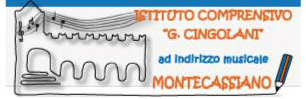 ISTITUTO COMPRENSIVO
"G. CINGOLANI"
ad indirizzo musicale
MONTECASSIANO